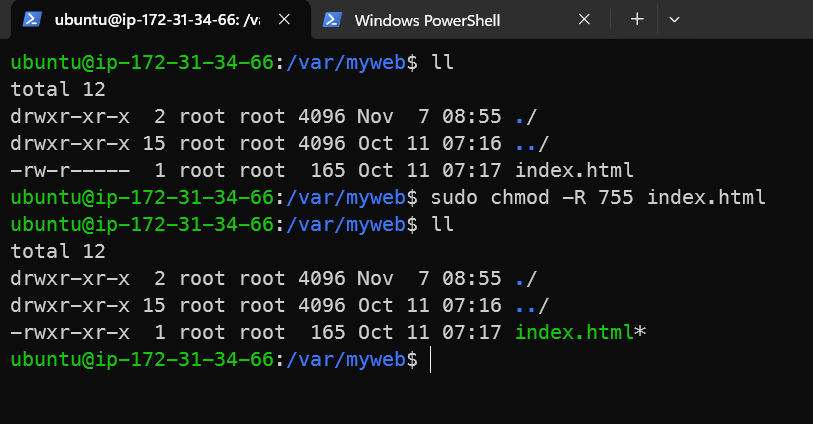 ubuntu@ip-172-31-34-66: /va
Windows PowerShell
ubuntu@ip-172-31-34-66:/var/myweb$ ll
total 12
drwxr-xr-x  2 root root 4096 Nov  7 08:55 ./
drwxr-xr-x 15 root root 4096 Oct 11 07:16 ../
-rw-r-----  1 root root  165 Oct 11 07:17 index.html
ubuntu@ip-172-31-34-66:/var/myweb$ sudo chmod -R 755 index.html
ubuntu@ip-172-31-34-66:/var/myweb$ ll
total 12
drwxr-xr-x  2 root root 4096 Nov  7 08:55 ./
drwxr-xr-x 15 root root 4096 Oct 11 07:16 ../
-rwxr-xr-x  1 root root  165 Oct 11 07:17 index.html*
ubuntu@ip-172-31-34-66:/var/myweb$